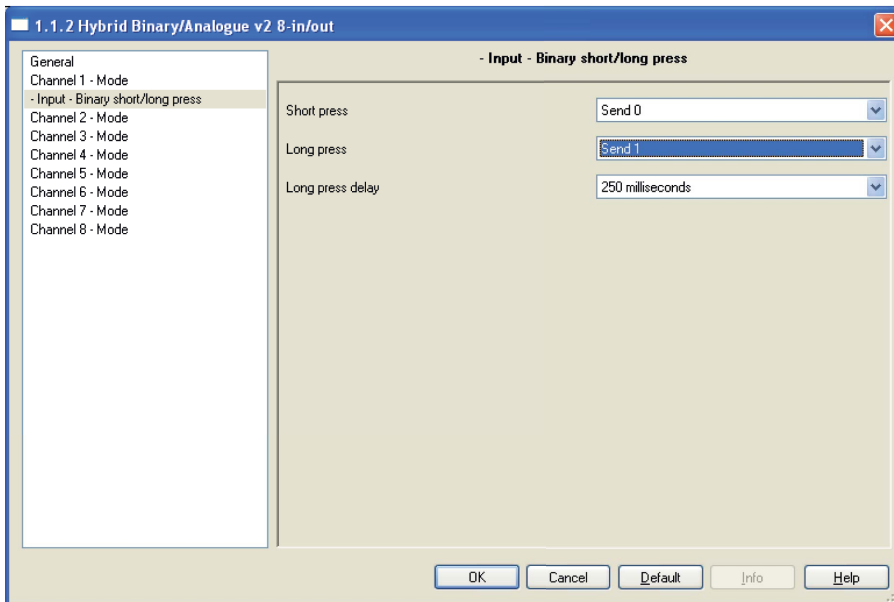 1.1.2 Hybrid Binary/Analogue v2 8-in/out
General
Channel 1 - Mode
- Input - Binary short/long press
Channel 2 - Mode
Channel 3 - Mode
Channel 4 - Mode
Channel 5 - Mode
Channel 6 - Mode
Channel 7 - Mode
Channel 8 - Mode
- Input - Binary short/long press
Short press
Send 0
Long press
Send 1
Long press delay
250 milliseconds
OK
Cancel
Default
Info
Help